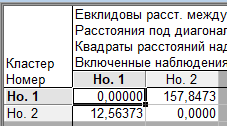 Евклидовы расст. между
Расстояния под диагонал
Квадраты расстояний над
Включенные наблюдения
Кластер
Номер
Но. 1 Но. 2
Но. 1 0,00000 157,8473
Но. 2 12,56373 0,0000